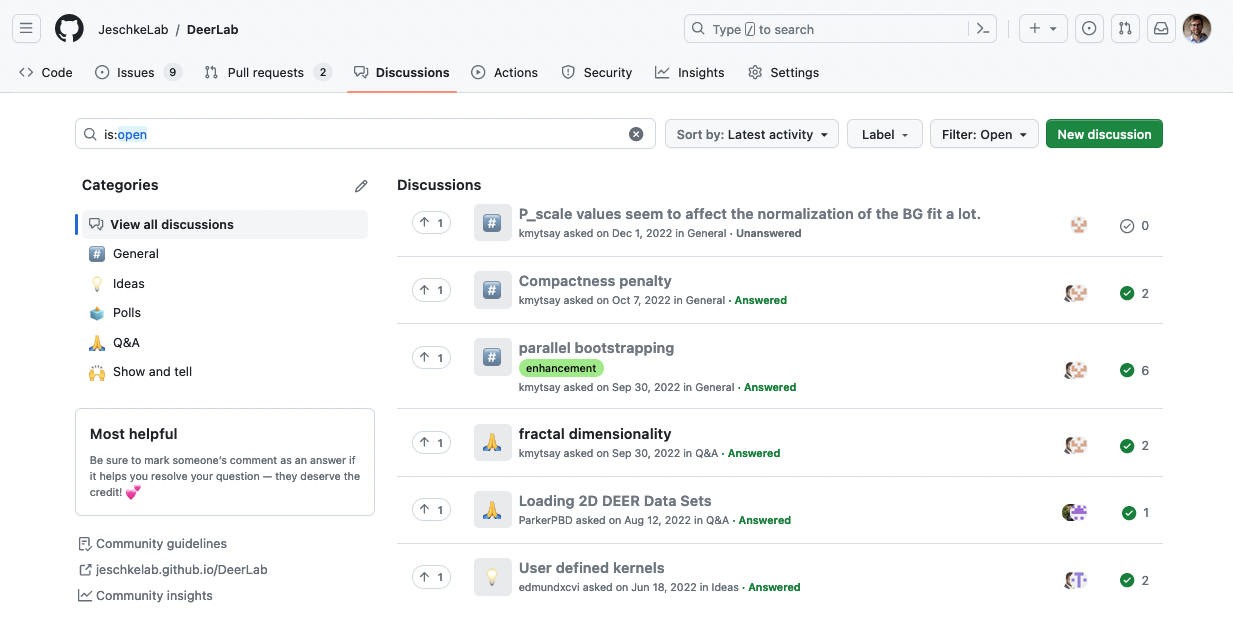 JeschkeLab / DeerLab
Type / to search
Code
Issues 9
Pull requests 2
Discussions
Actions
Security
Insights
Settings
is:open
Sort by: Latest activity
Label
Filter: Open
New discussion
Categories
View all discussions
General
Ideas
Polls
Q&A
Show and tell
Most helpful
Be sure to mark someone's comment as an answer if
it helps you resolve your question — they deserve the
credit! 💕
Community guidelines
jeschkelab.github.io/DeerLab
Community insights
Discussions
1
#
P_scale values seem to affect the normalization of the BG fit a lot.
kmytsay asked on Dec 1, 2022 in General · Unanswered
0
1
#
Compactness penalty
kmytsay asked on Oct 7, 2022 in General · Answered
2
1
#
parallel bootstrapping
enhancement
kmytsay asked on Sep 30, 2022 in General · Answered
6
1
fractal dimensionality
kmytsay asked on Sep 30, 2022 in Q&A · Answered
2
1
Loading 2D DEER Data Sets
ParkerPBD asked on Aug 12, 2022 in Q&A · Answered
1
1
User defined kernels
edmundxcvi asked on Jun 18, 2022 in Ideas · Answered
2